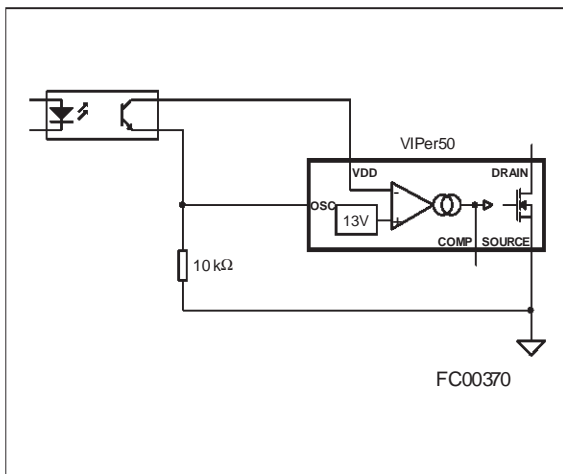 VIPer50
VDD
DRAIN
-
OSC
13V
+
COMP
SOURCE
10 kΩ
FC00370